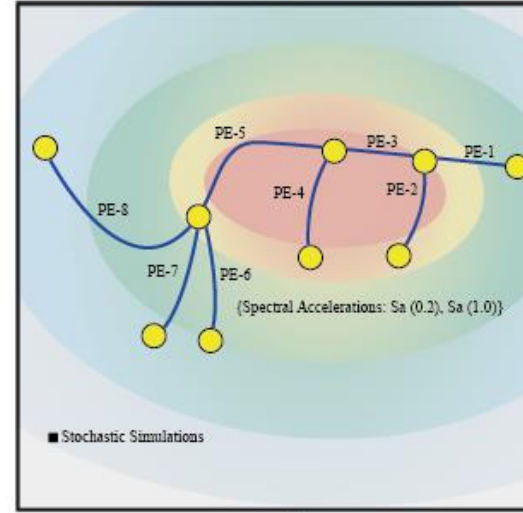 PE-5
PE-3
PE-1
PE-4
PE-2
PE-8
PE-7
PE-6
{Spectral Accelerations: Sa (0.2), Sa (1.0)}
■ Stochastic Simulations